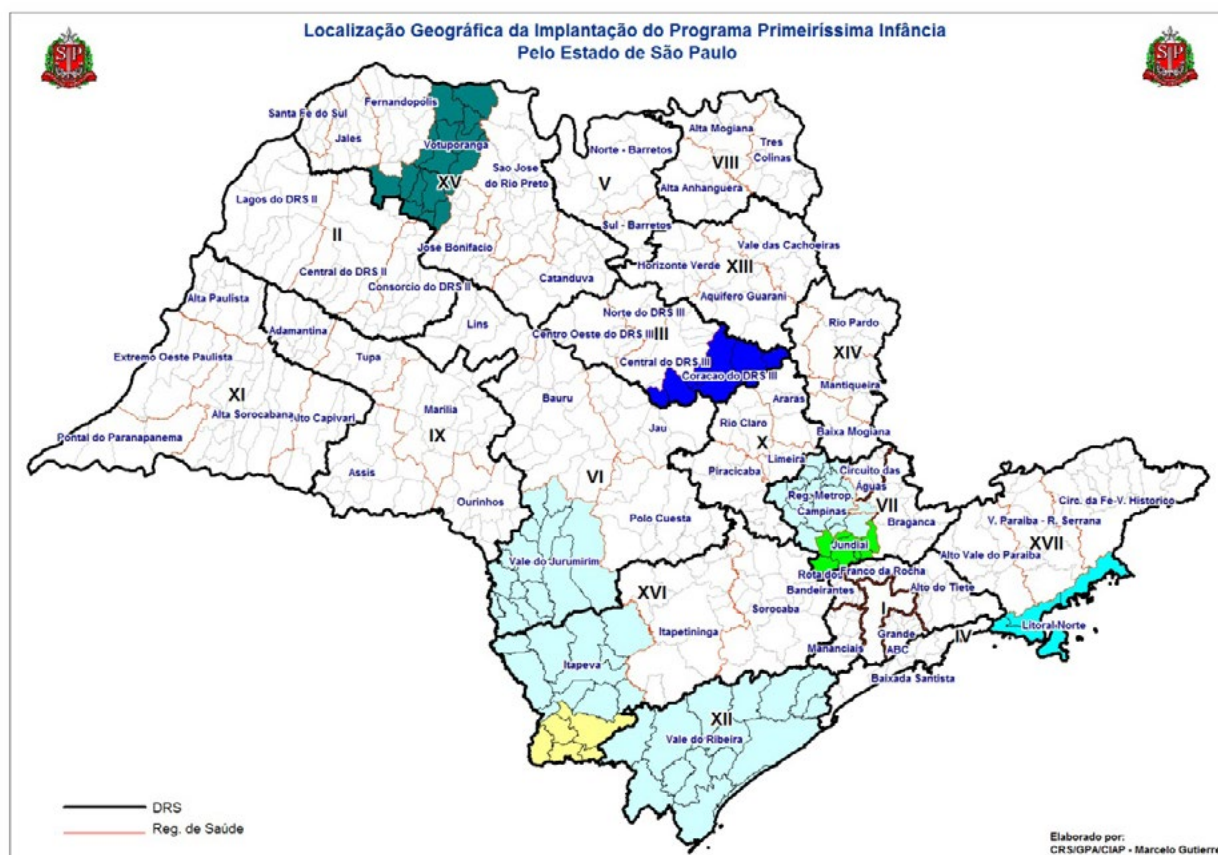 Localização Geográfica da Implantação do Programa Primeiríssima Infância
Pelo Estado de São Paulo
SP
SP
Fernandopolis
Santa Fe do Sul
Jales
Votuporanga
XV
Sao Jose
do Rio Preto
Norte - Barretos
V
Sul - Barretos
Alta Mogiana
Tres
Colinas
VIII
Alta Anhanguera
Lagos do DRS II
II
Central do DRS II
Consorcio do DRS II
Jose Bonifacio
Catanduva
Horizonte Verde
Vale das Cachoeiras
XIII
Aquifero Guarani
Alta Paulista
Adamantina
Lins
Norte do DRS III
Centro Oeste do DRS III
III
Central do DRS III
Coracao do DRS III
Rio Pardo
XIV
Mantiqueira
Extremo Oeste Paulista
Tupa
XI
Alta Sorocabana
Alto Capivari
Marilia
IX
Bauru
Jau
Araras
Rio Claro
X
Baixa Mogiana
Pontal do Paranapanema
Assis
Ourinhos
VI
Polo Cuesta
Piracicaba
Limeira
Circuito das
Águas
Reg. Metrop.
Campinas
VII
Braganca
Circ. da Fe-V. Historico
V. Paraiba - R. Serrana
XVII
Vale do Jurumirim
Jundiai
Alto Vale do Paraiba
Franco da Rocha
Rota dos
Bandeirantes
Alto do Tiete
XVI
Sorocaba
I
Itapetininga
Litoral Norte
IV
Mananciais
Grande
ABC
Itapeva
Baixada Santista
XII
Vale do Ribeira
DRS
Reg. de Saúde
Elaborado por:
CRS/GPA/CIAP - Marcelo Gutierre